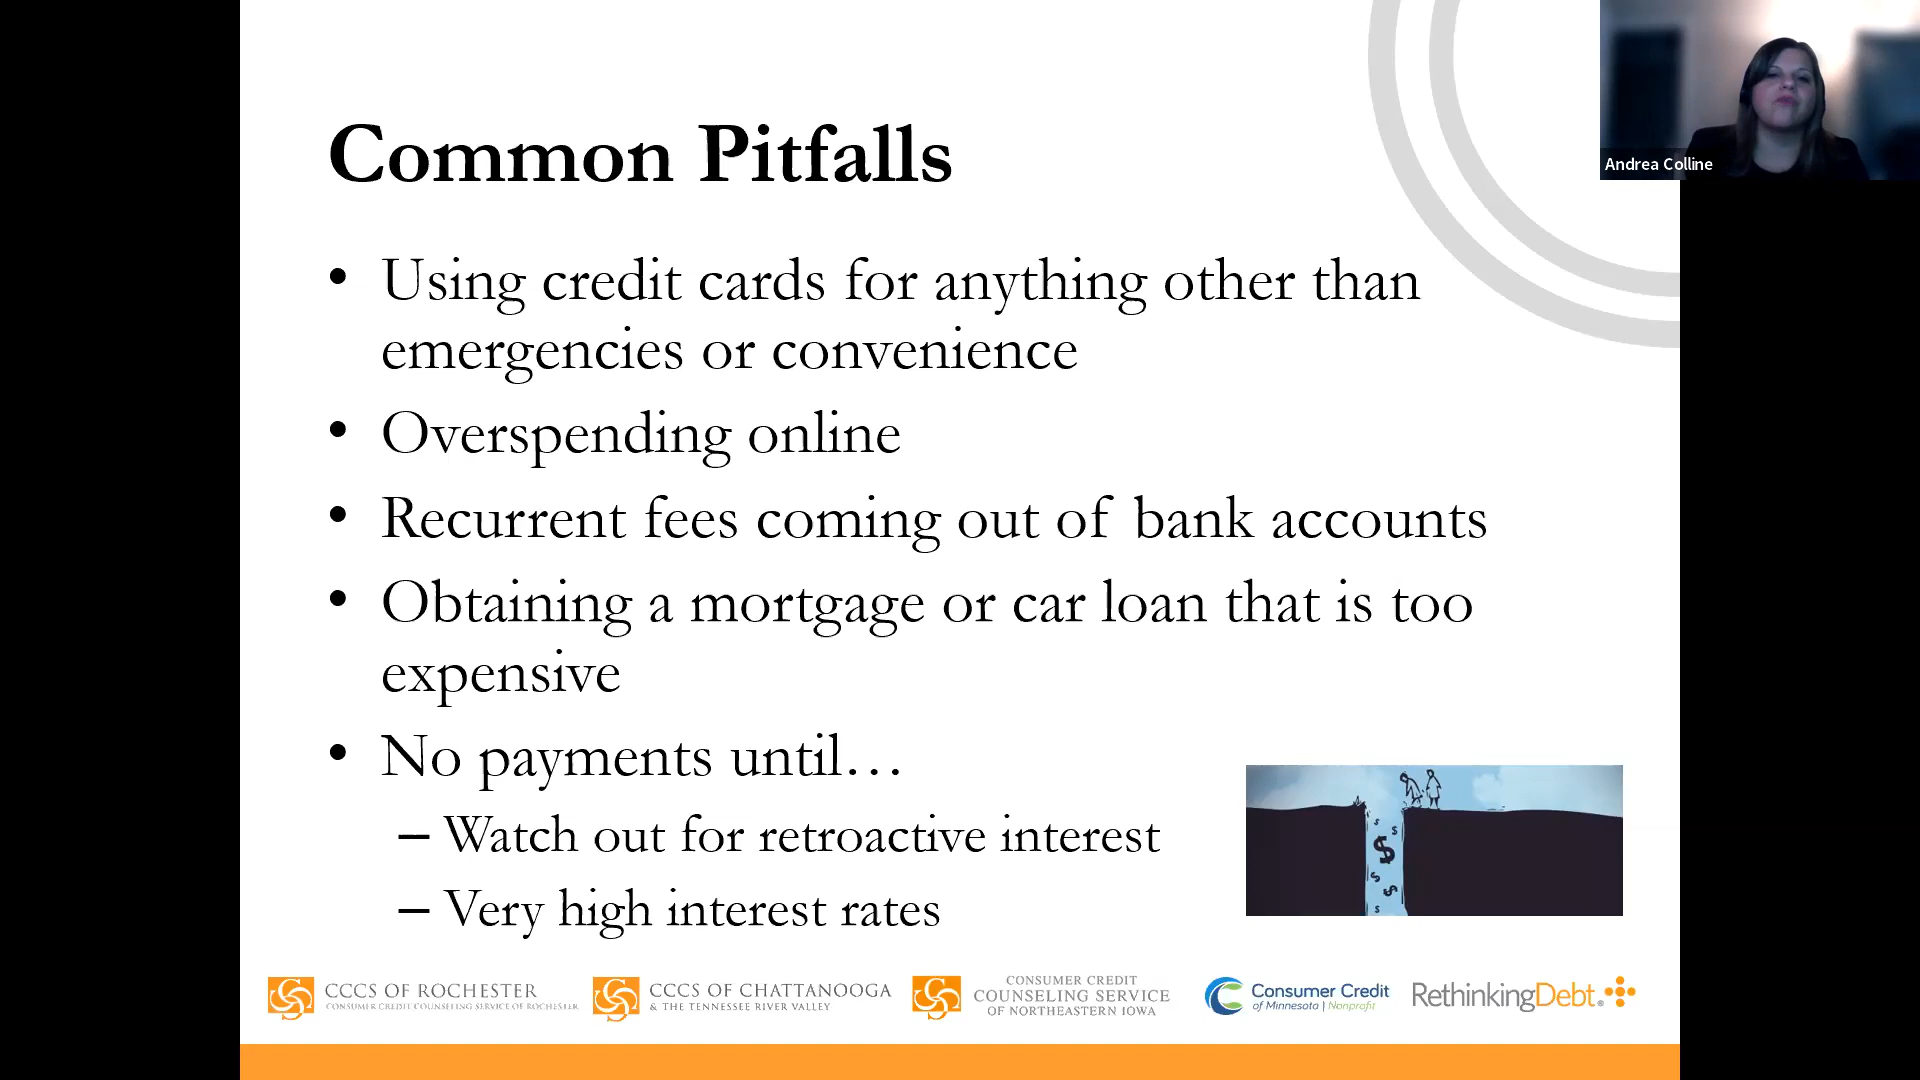 Common Pitfalls
Andrea Colline
• Using credit cards for anything other than
emergencies or convenience
• Overspending online
• Recurrent fees coming out of bank accounts
• Obtaining a mortgage or car loan that is too
expensive
• No payments until…
– Watch out for retroactive interest
– Very high interest rates
$
$
$
$
$
$
CCCS OF ROCHESTER
CONSUMER CREDIT COUNSELING SERVICE OF ROCHESTER
CCCS OF CHATTANOOGA
& THE TENNESSEE RIVER VALLEY
CONSUMER CREDIT
COUNSELING SERVICE
OF NORTHEASTERN IOWA
Consumer Credit
of Minnesota | Nonprofit
RethinkingDebt®